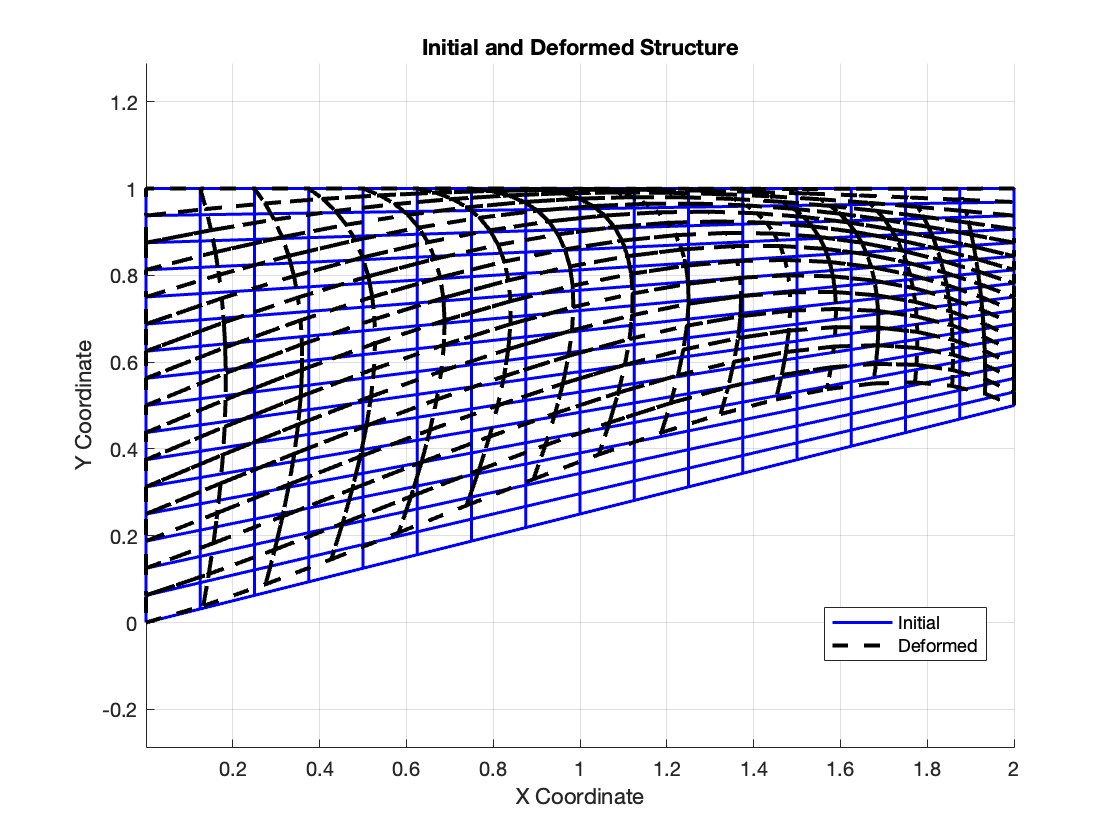 Initial and Deformed Structure
Y Coordinate
1.2
1
0.8
0.6
0.4
0.2
0
-0.2
Initial
Deformed
0.2 0.4 0.6 0.8 1 1.2 1.4 1.6 1.8 2
X Coordinate